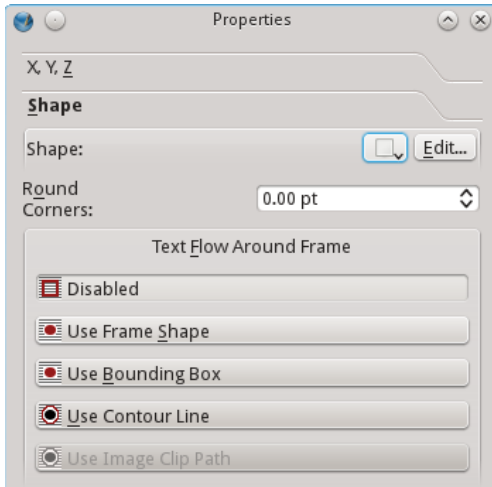 Properties
X, Y, Z
Shape
Shape:
Edit...
Round
Corners:
0.00 pt
Text Flow Around Frame
Disabled
Use Frame Shape
Use Bounding Box
Use Contour Line
Use Image Clip Path